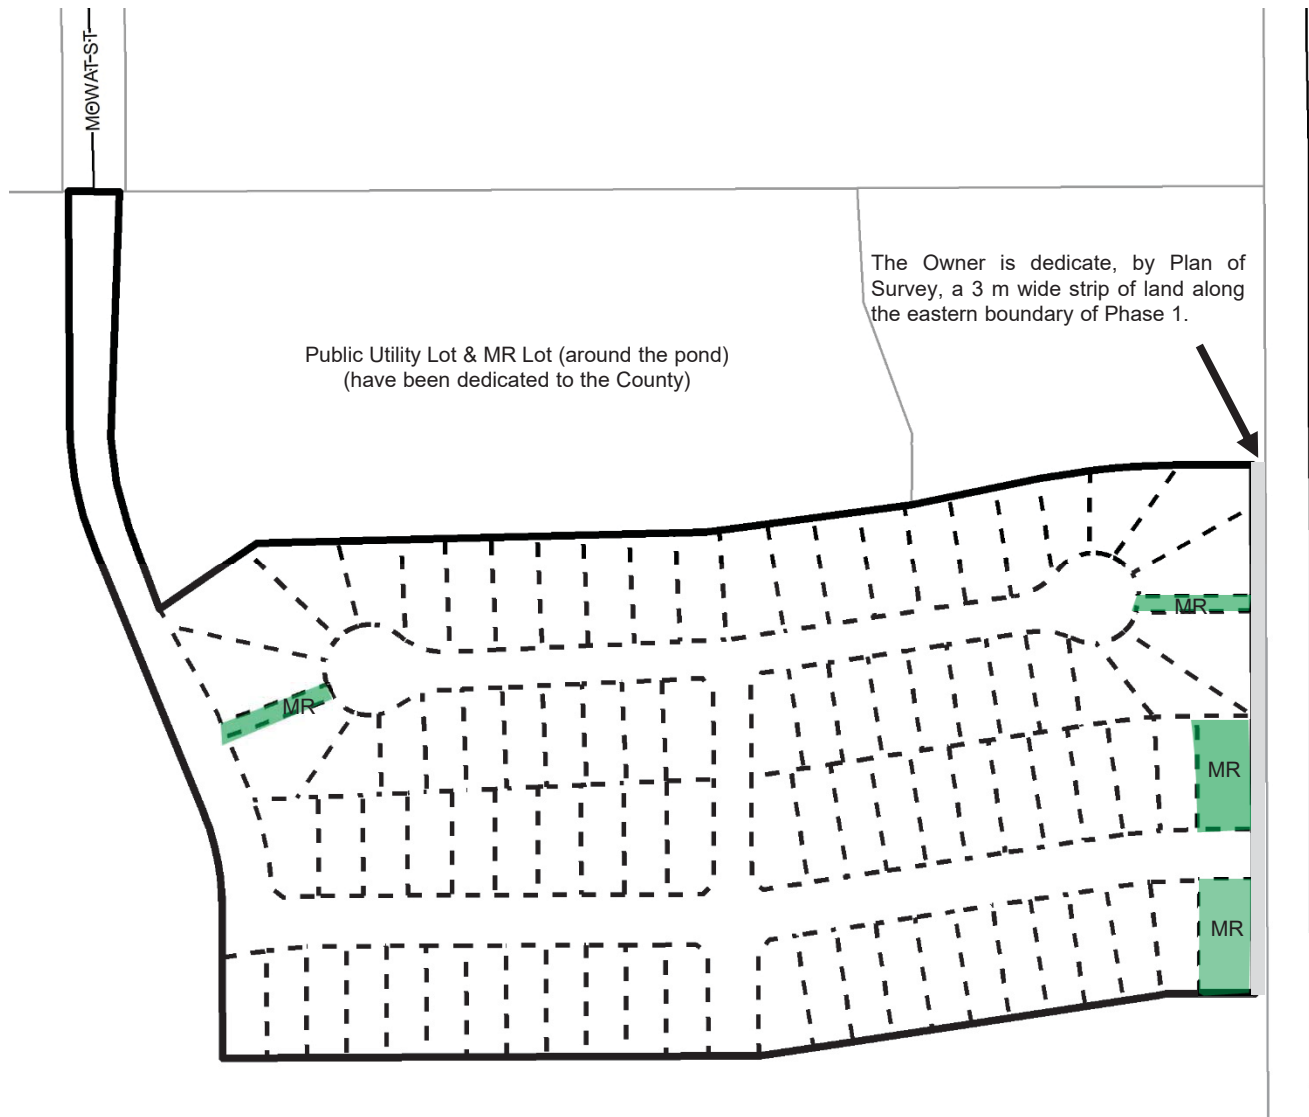 MOWAT ST
The Owner is dedicate, by Plan of
Survey, a 3 m wide strip of land along
the eastern boundary of Phase 1.
Public Utility Lot & MR Lot (around the pond)
(have been dedicated to the County)
MR
MR
MR
MR